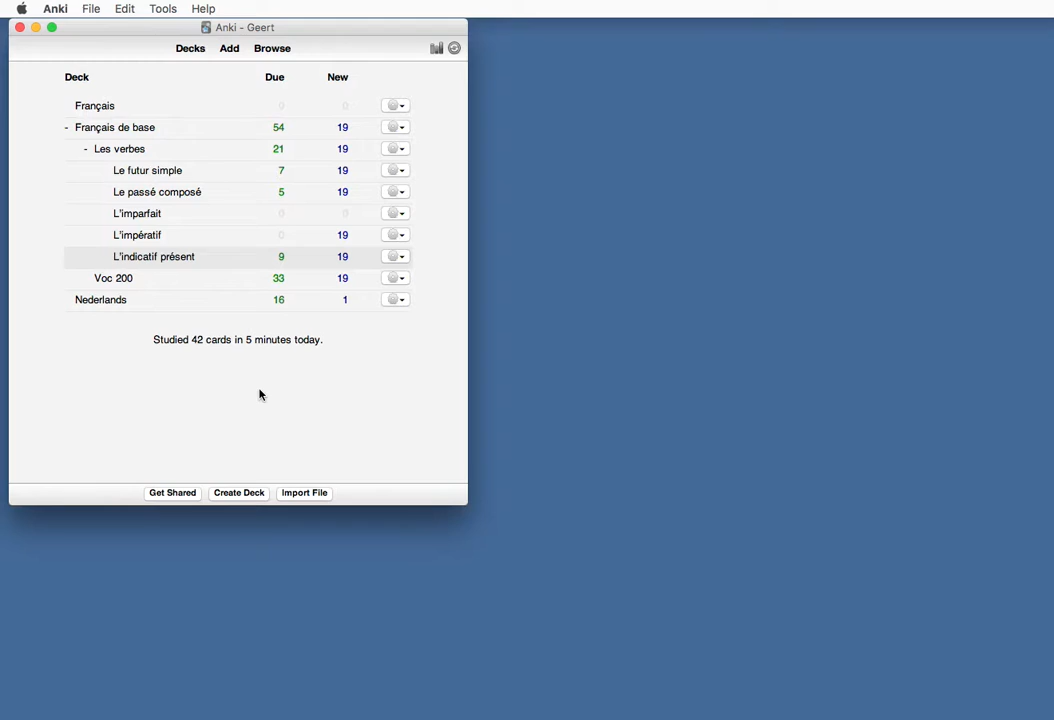 Anki File Edit Tools Help
Anki - Geert
Decks Add Browse
Deck Due New
Français 0 0
- Français de base 54 19
- Les verbes 21 19
Le futur simple 7 19
Le passé composé 5 19
L'imparfait 0 0
L'impératif 0 19
L'indicatif présent 9 19
Voc 200 33 19
Nederlands 16 1
Studied 42 cards in 5 minutes today.
Get Shared Create Deck Import File